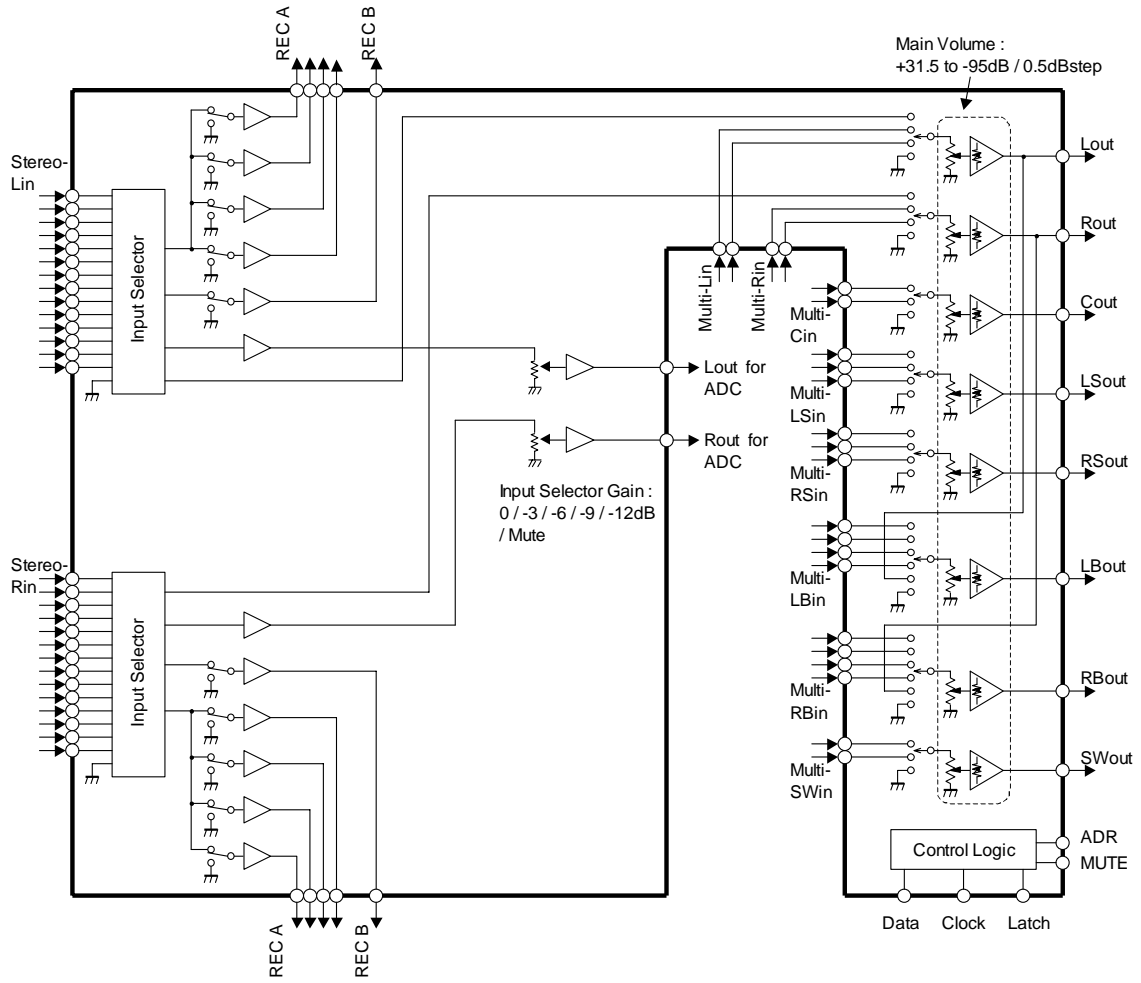 REC A
REC B
Main Volume :
+31.5 to -95dB / 0.5dBstep
Stereo-
Lin
Input Selector
Lout
Rout
Multi-Lin
Multi-Rin
Multi-
Cin
Cout
Lout for
ADC
Multi-
LSin
LSout
Rout for
ADC
Multi-
RSin
RSout
Input Selector Gain :
0 / -3 / -6 / -9 / -12dB
/ Mute
Stereo-
Rin
Input Selector
Multi-
LBin
LBout
Multi-
RBin
RBout
Multi-
SWin
SWout
Control Logic
ADR
MUTE
Data
Clock
Latch
REC A
REC B